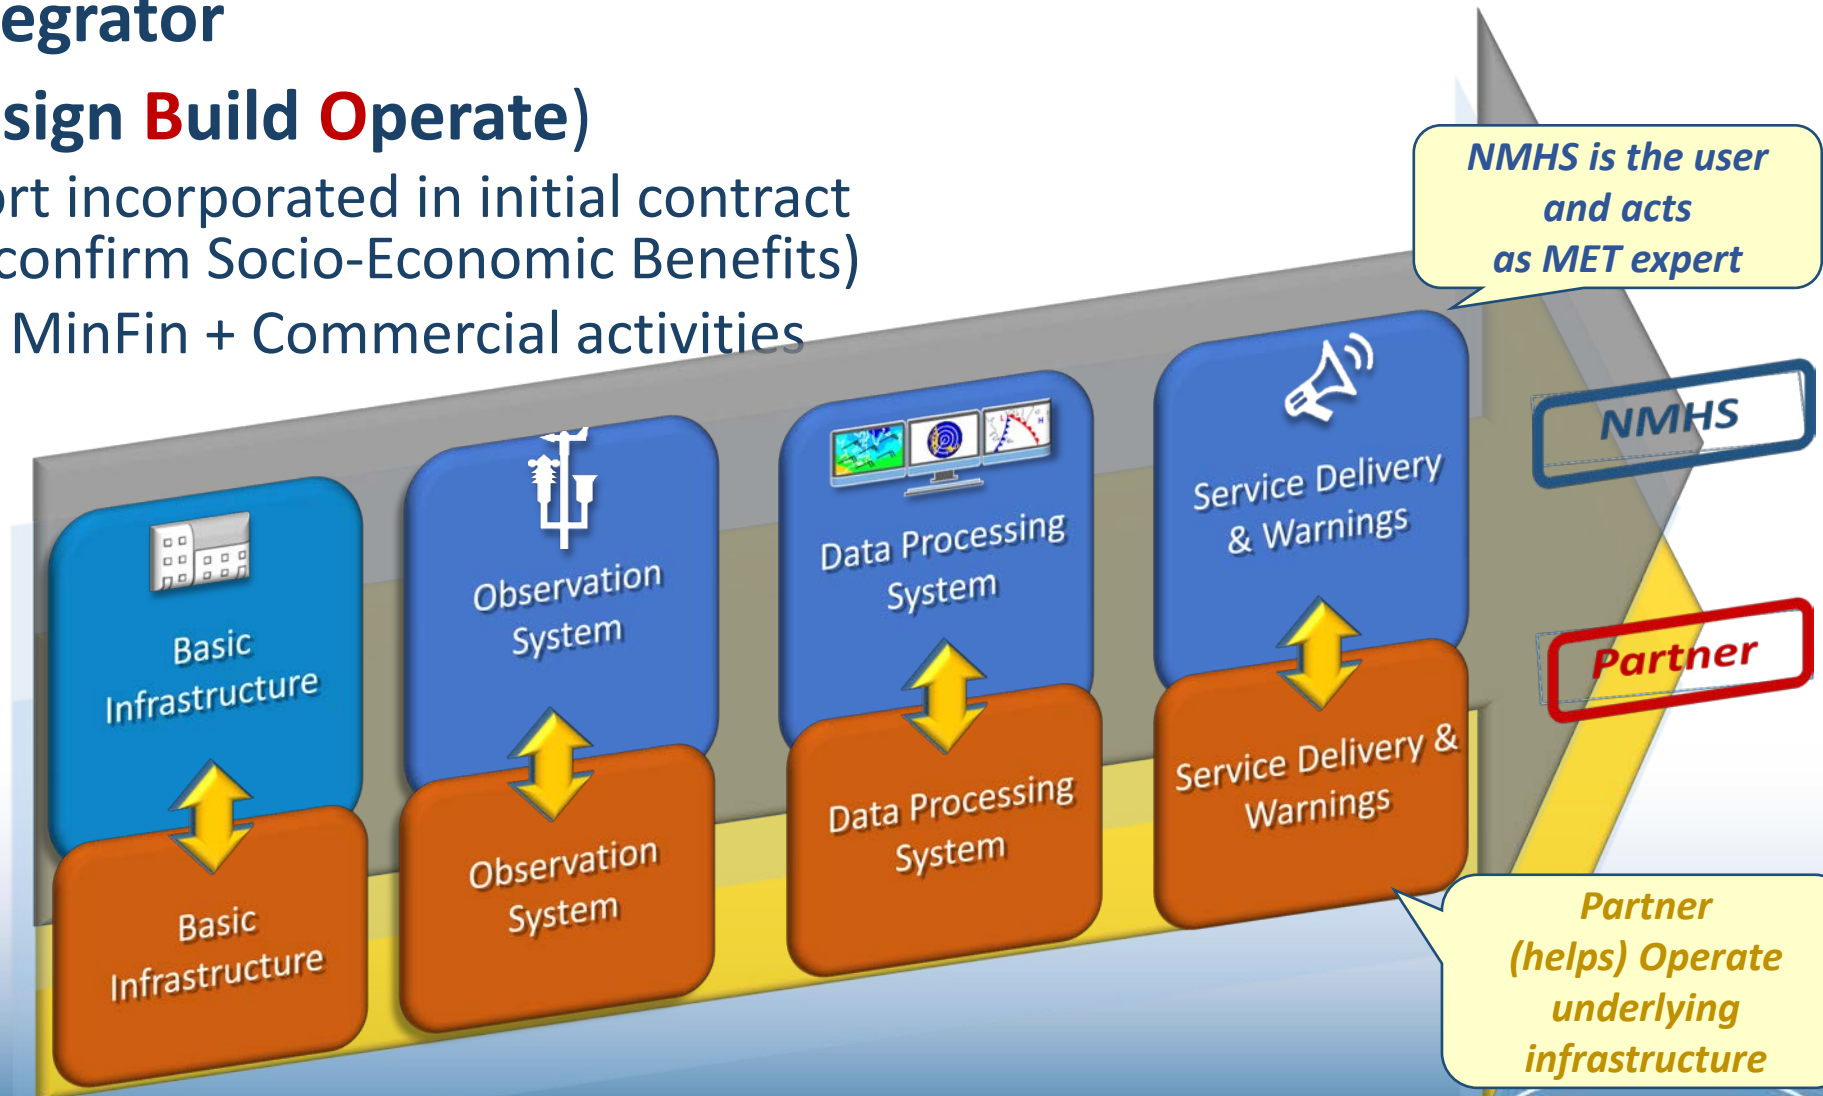 egrator
sign Build Operate)
ort incorporated in initial contract
confirm Socio-Economic Benefits)
MinFin + Commercial activities
NMHS is the user
and acts
as MET expert
NMHS
Service Delivery
& Warnings
Data Processing
System
Observation
System
Basic
Infrastructure
Partner
Service Delivery &
Warnings
Data Processing
System
Observation
System
Basic
Infrastructure
Partner
(helps) Operate
underlying
infrastructure